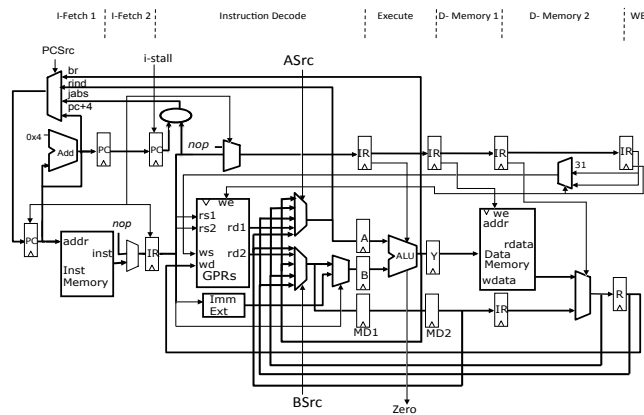 I-Fetch 1
I-Fetch 2
Instruction Decode
Execute
D- Memory 1
D- Memory 2
WB
PCSrc
i-stall
ASrc
br
rind
jabs
pc+4
0x4
Add
PC
PC
nop
IR
IR
IR
IR
31
nop
we
rs1
rs2
rd1
ws
wd
rd2
GPRs
A
B
ALU
Y
we
addr
rdata
Data
Memory
wdata
PC
addr
inst
Inst
Memory
IR
Imm
Ext
MD1
MD2
IR
R
BSrc
Zero